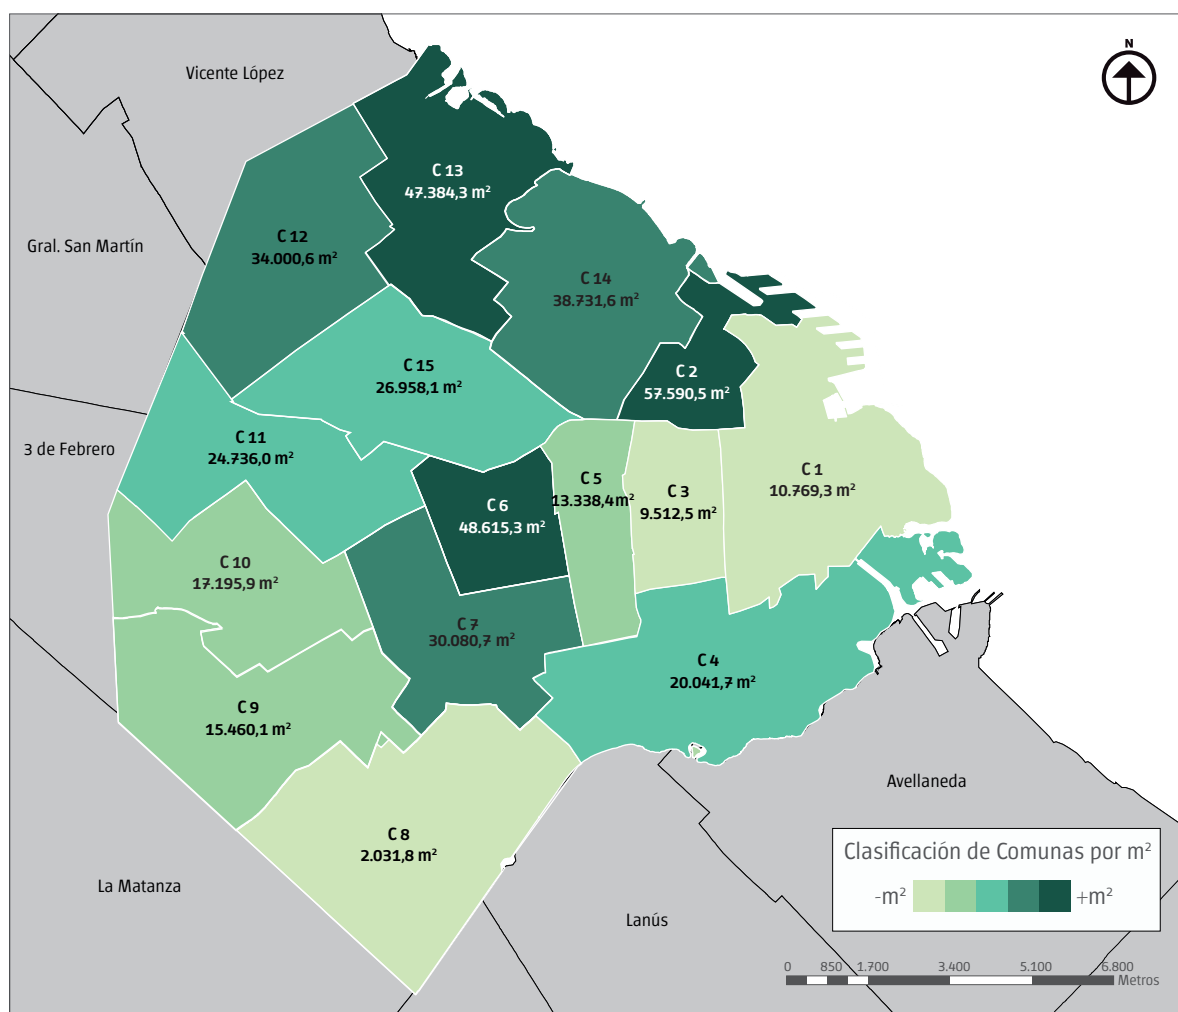 N
Vicente López
C 13
47.384,3 m²
C 12
34.000,6 m²
Gral. San Martín
C 14
38.731,6 m²
C 15
26.958,1 m²
C 2
57.590,5 m²
3 de Febrero
C 11
24.736,0 m²
C 5
13.338,4 m²
C 3
9.512,5 m²
C 1
10.769,3 m²
C 6
48.615,3 m²
C 10
17.195,9 m²
C 7
30.080,7 m²
C 4
20.041,7 m²
C 9
15.460,1 m²
C 8
2.031,8 m²
Avellaneda
La Matanza
Lanús
Clasificación de Comunas por m²
-m² +m²
0 850 1.700 3.400 5.100 6.800
Metros